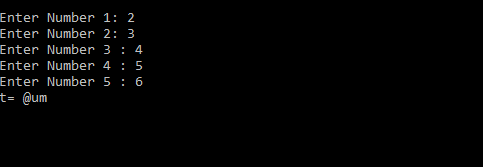 Enter Number 1: 2
Enter Number 2: 3
Enter Number 3 : 4
Enter Number 4 : 5
Enter Number 5 : 6
t= @um